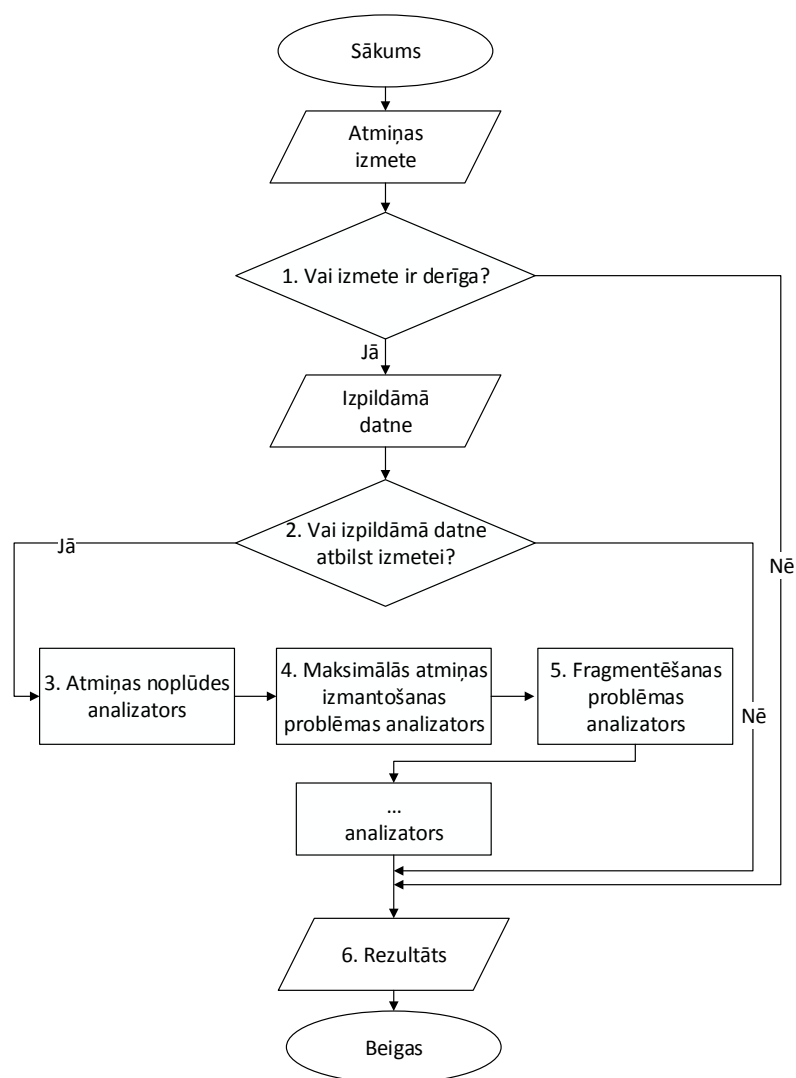 Sākums
Atmiņas
izmete
1. Vai izmete ir derīga?
Jā
Izpildāmā
datne
2. Vai izpildāmā datne
atbilst izmetei?
Jā
Nē
3. Atmiņas noplūdes
analizators
4. Maksimālās atmiņas
izmantošanas
problēmas analizators
5. Fragmentēšanas
problēmas
analizators
Nē
...
analizators
6. Rezultāts
Beigas